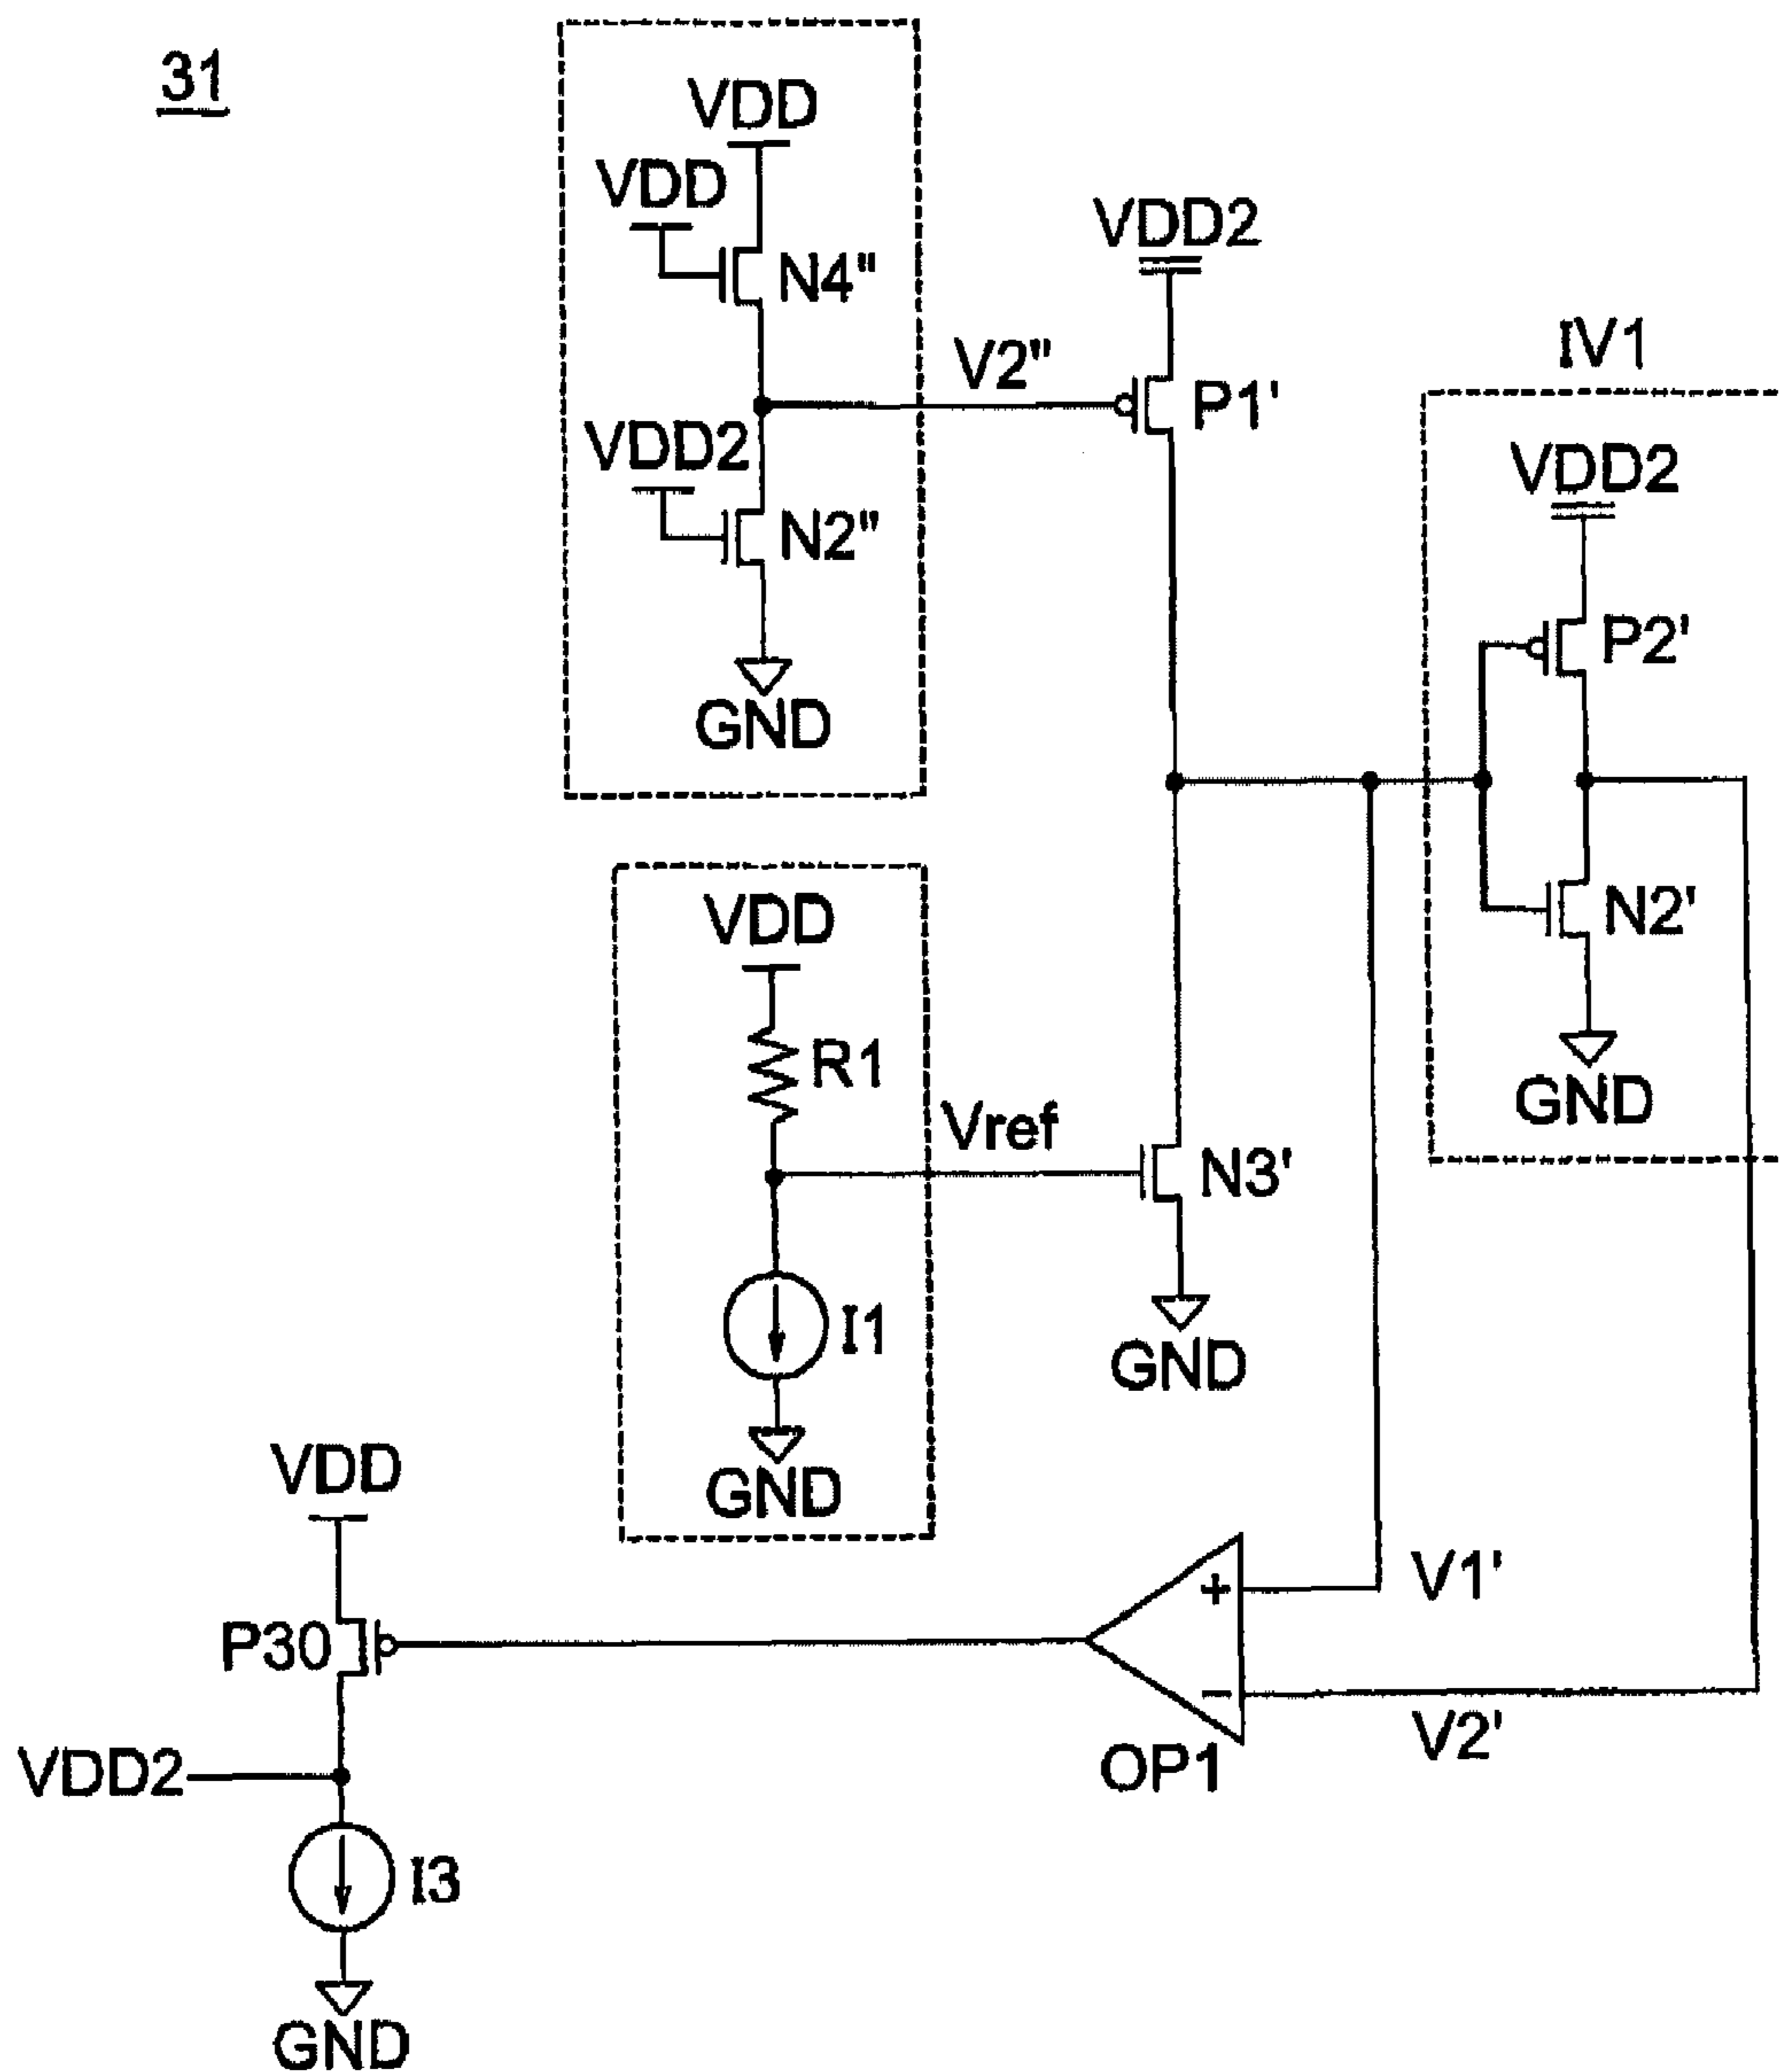 31
VDD
VDD
N4"
VDD2
V2"
P1'
VDD2
N2"
GND
IV1
VDD2
P2'
N2'
GND
VDD
R1
Vref
N3'
I1
GND
GND
VDD
P30
+
V1'
-
V2'
OP1
VDD2
I3
GND